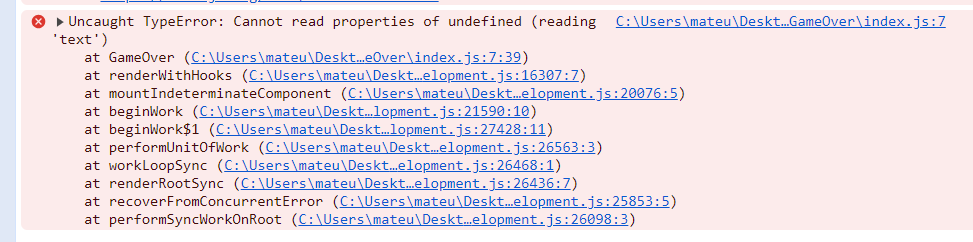 Uncaught TypeError: Cannot read properties of undefined (reading C:\Users\mateu\Deskt…GameOver\index.js:7
'text')
at GameOver (C:\Users\mateu\Deskt…eOver\index.js:7:39)
at renderWithHooks (C:\Users\mateu\Deskt…elopment.js:16307:7)
at mountIndeterminateComponent (C:\Users\mateu\Deskt…elopment.js:20076:5)
at beginWork (C:\Users\mateu\Deskt…lopment.js:21590:10)
at beginWork$1 (C:\Users\mateu\Deskt…lopment.js:27428:11)
at performUnitOfWork (C:\Users\mateu\Deskt…elopment.js:26563:3)
at workLoopSync (C:\Users\mateu\Deskt…elopment.js:26468:1)
at renderRootSync (C:\Users\mateu\Deskt…elopment.js:26436:7)
at recoverFromConcurrentError (C:\Users\mateu\Deskt…elopment.js:25853:5)
at performSyncWorkOnRoot (C:\Users\mateu\Deskt…elopment.js:26098:3)